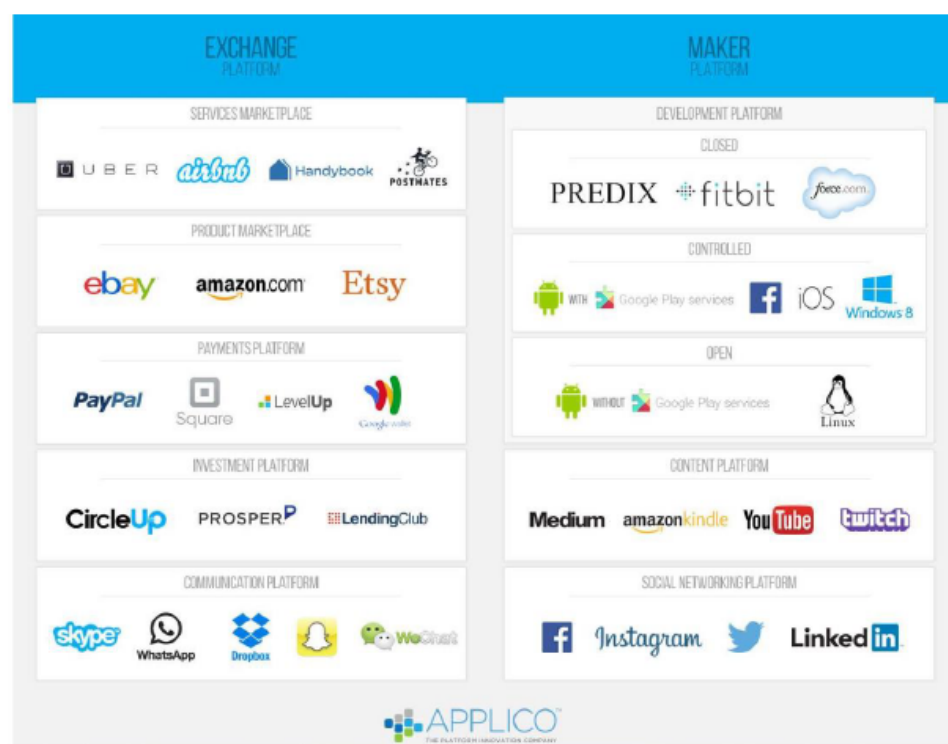 EXCHANGE
PLATFORM
SERVICES MARKETPLACE
U UBER airbnb Handybook POSTMATES
PRODUCT MARKETPLACE
ebay amazon.com Etsy
PAYMENTS PLATFORM
PayPal Square LevelUp Google wallet
INVESTMENT PLATFORM
CircleUp PROSPER LendingClub
COMMUNICATION PLATFORM
skype WhatsApp Dropbox WeChat
MAKER
PLATFORM
DEVELOPMENT PLATFORM
CLOSED
PREDIX fitbit force.com
CONTROLLED
WITH Google Play services f iOS Windows 8
OPEN
WITHOUT Google Play services Linux
CONTENT PLATFORM
Medium amazonkindle YouTube twitch
SOCIAL NETWORKING PLATFORM
f Instagram LinkedIn
APPLICO™
THE PLATFORM INNOVATION COMPANY